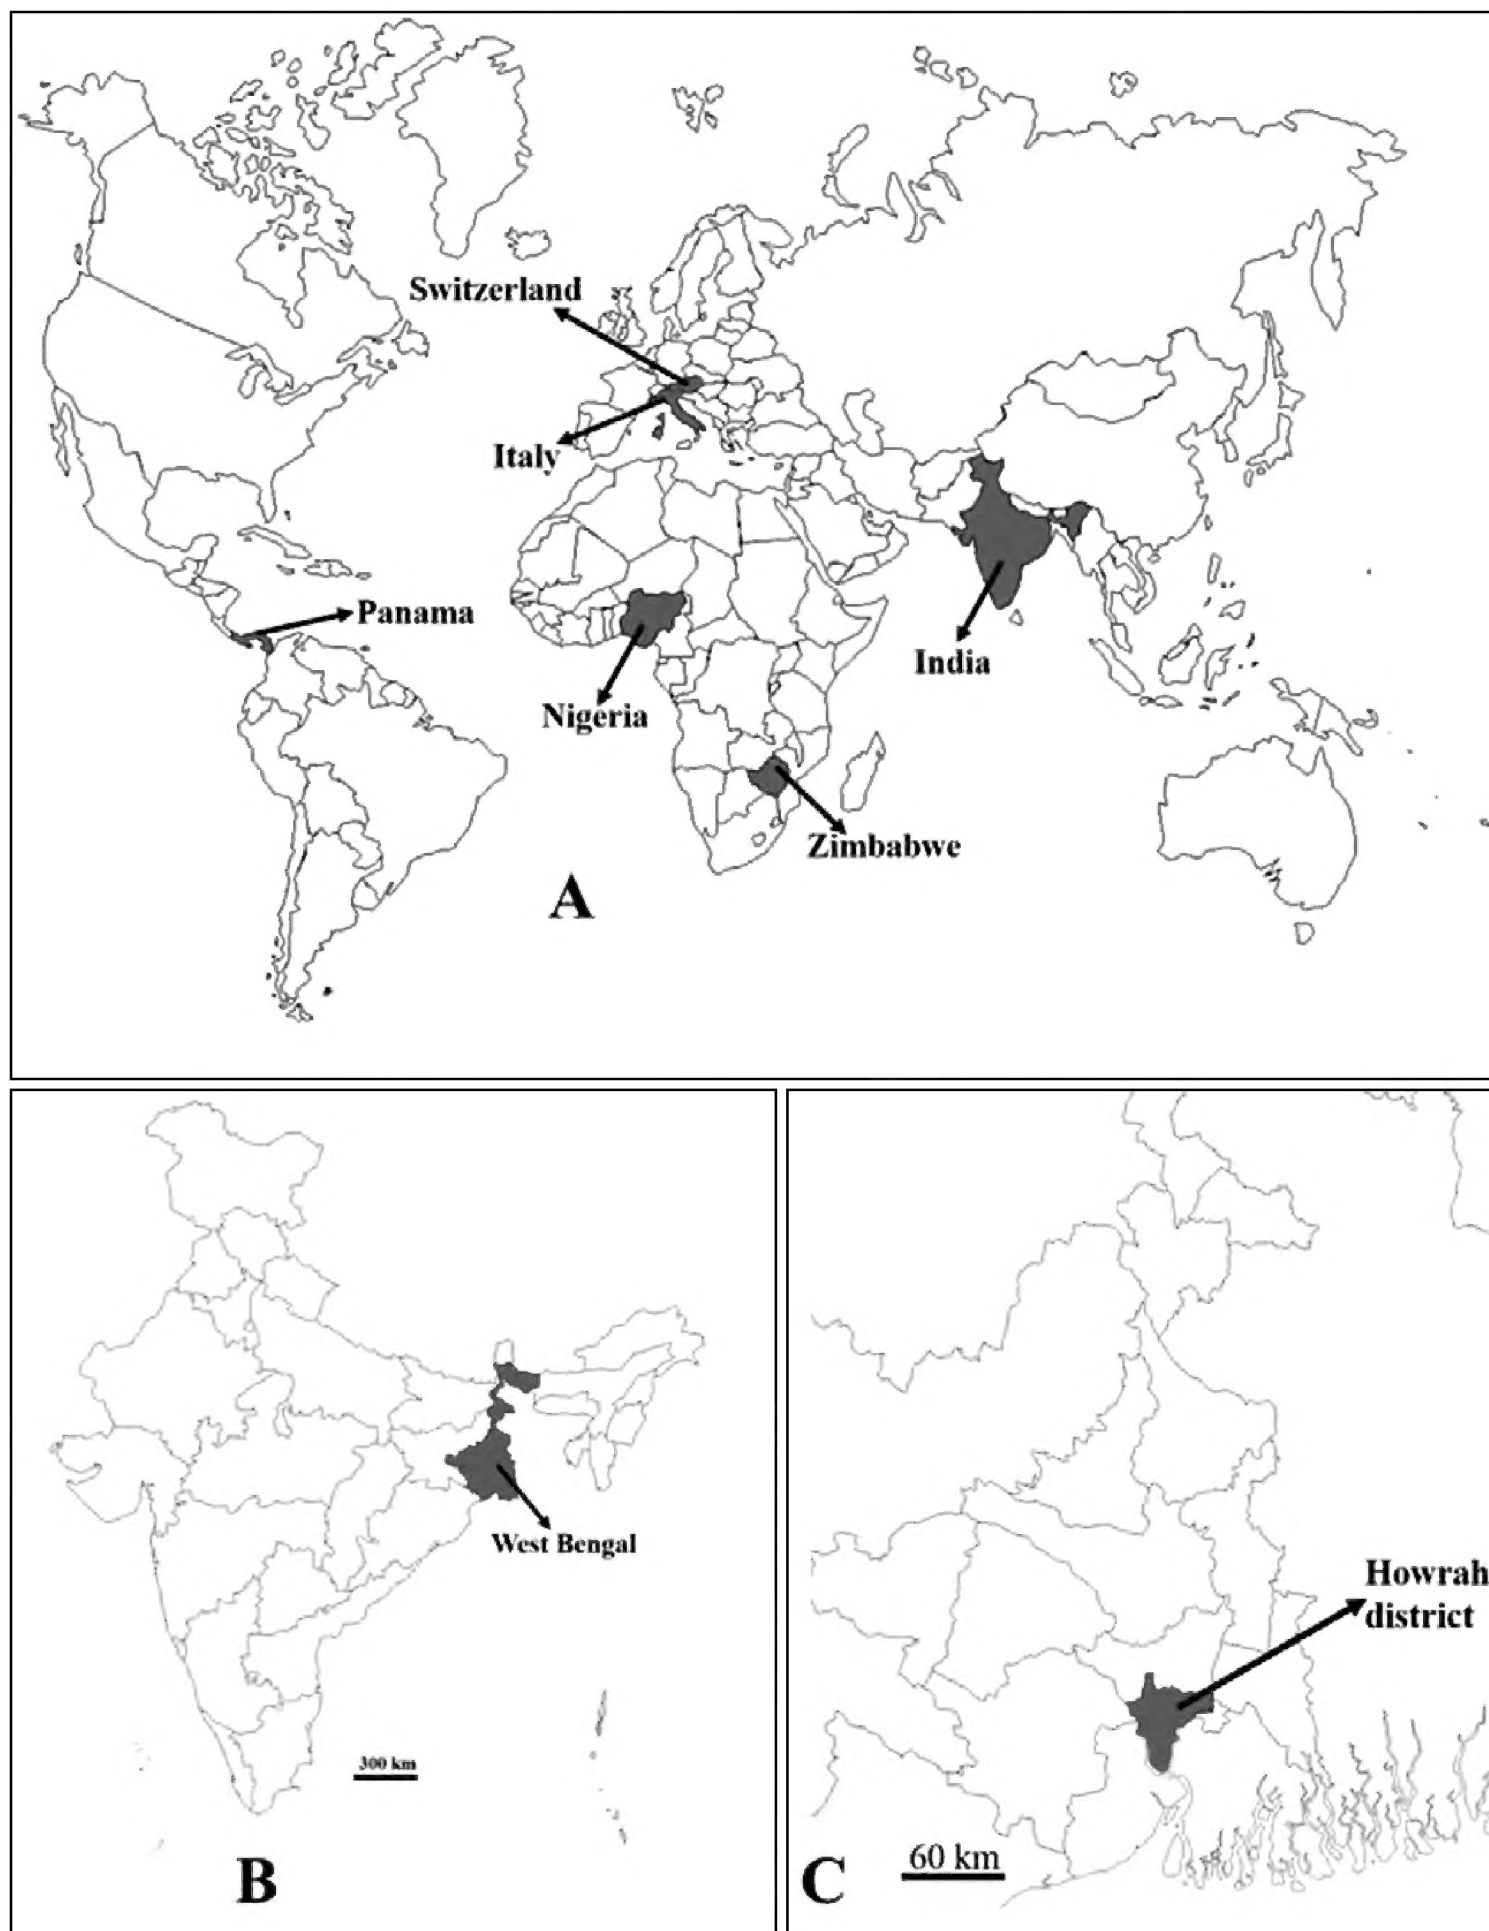 Switzerland
Italy
Panama
India
Nigeria
Zimbabwe
A
West Bengal
300 km
B
Howrah
district
60 km
C